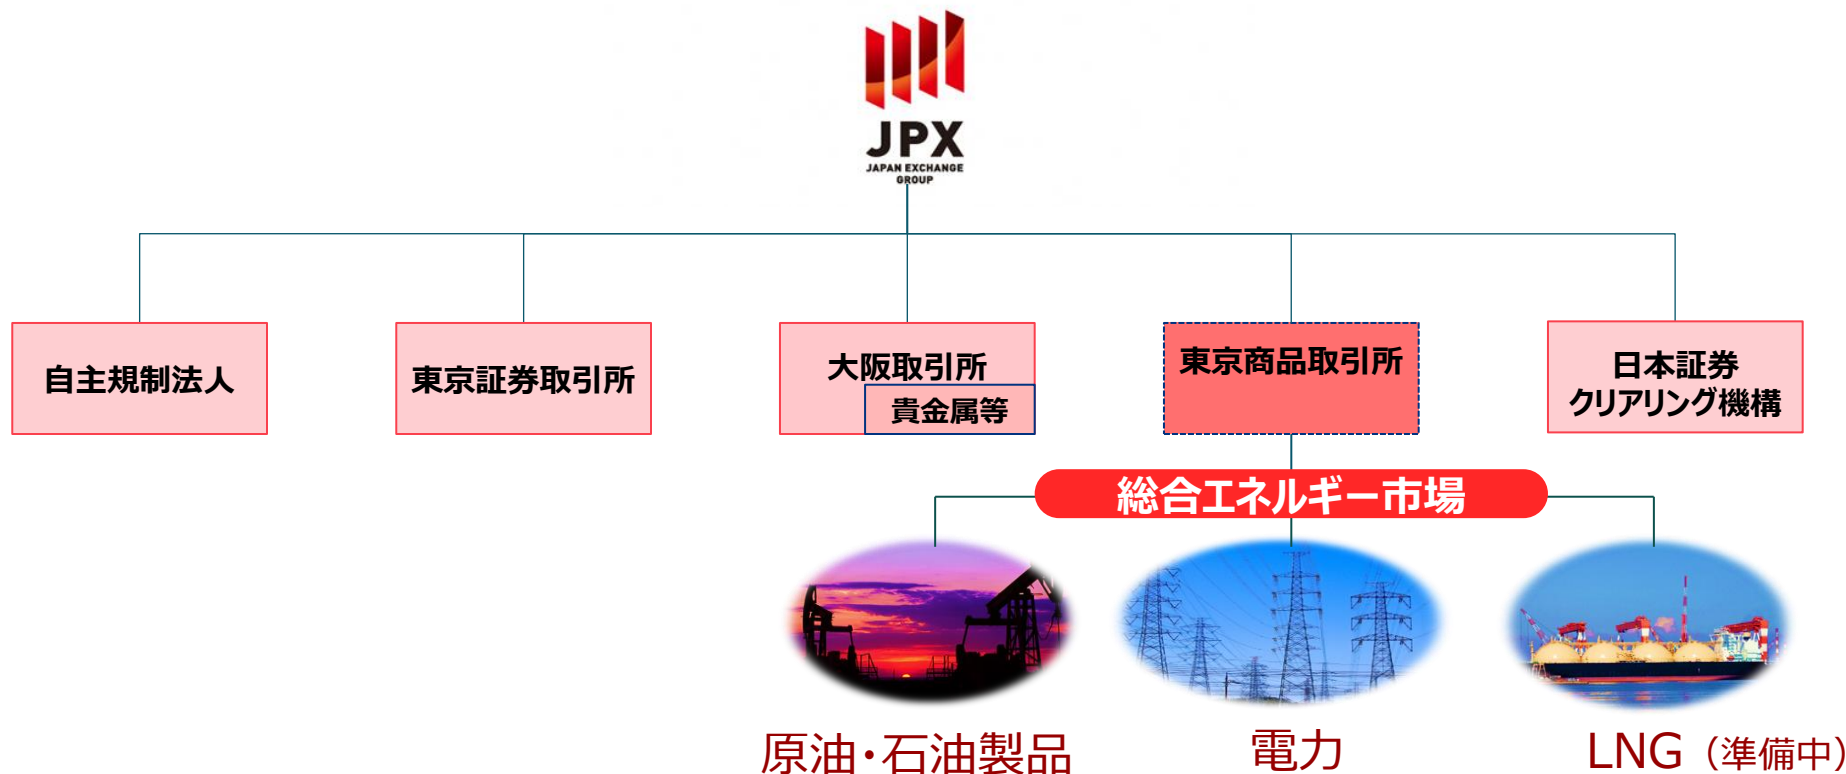 JPX
JAPAN EXCHANGE
GROUP
自主規制法人
東京証券取引所
大阪取引所
貴金属等
東京商品取引所
日本証券
クリアリング機構
総合エネルギー市場
原油・石油製品
電力
LNG（準備中）